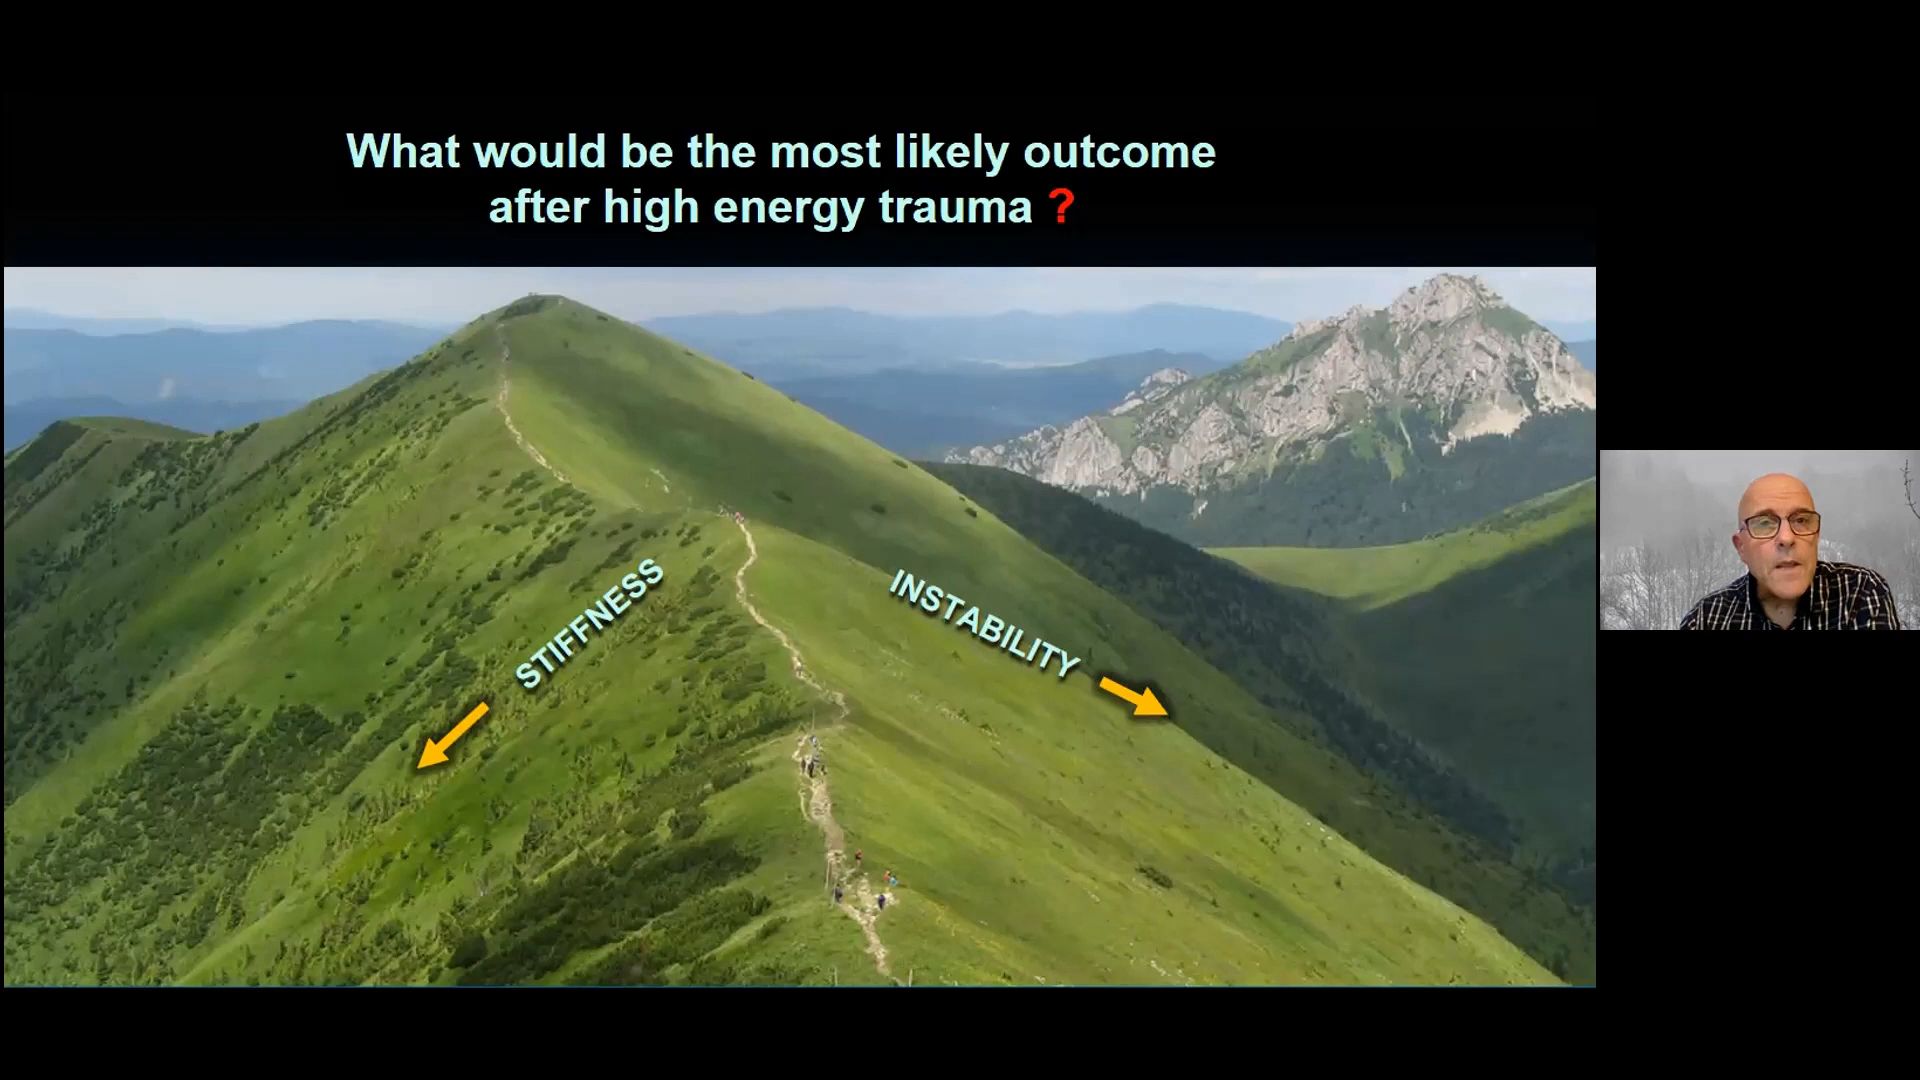 What would be the most likely outcome
after high energy trauma ?
STIFFNESS
INSTABILITY